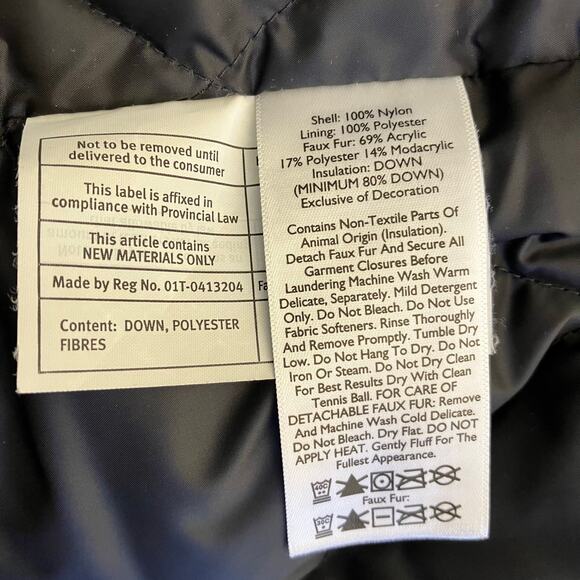 Not to be removed until
delivered to the consumer
This label is affixed in
compliance with Provincial Law
This article contains
NEW MATERIALS ONLY
Made by Reg No. 01T-0413204
Content: DOWN, POLYESTER
FIBRES
Fa
Shell: 100% Nylon
Lining: 100% Polyester
Faux Fur: 69% Acrylic
17% Polyester 14% Modacrylic
Insulation: DOWN
(MINIMUM 80% DOWN)
Exclusive of Decoration
Contains Non-Textile Parts Of
Animal Origin (Insulation).
Detach Faux Fur And Secure All
Garment Closures Before
Laundering Machine Wash Warm
Delicate, Separately. Mild Detergent
Only. Do Not Bleach. Do Not Use
Fabric Softeners. Rinse Thoroughly
And Remove Promptly. Tumble Dry
Low. Do Not Hang To Dry. Do Not
Iron Or Steam. Do Not Dry Clean
For Best Results Dry With Clean
Tennis Ball. FOR CARE OF
DETACHABLE FAUX FUR: Remove
And Machine Wash Cold Delicate.
Do Not Bleach. Dry Flat. DO NOT
APPLY HEAT. Gently Fluff For The
Fullest Appearance.
40C
Faux Fur:
30C